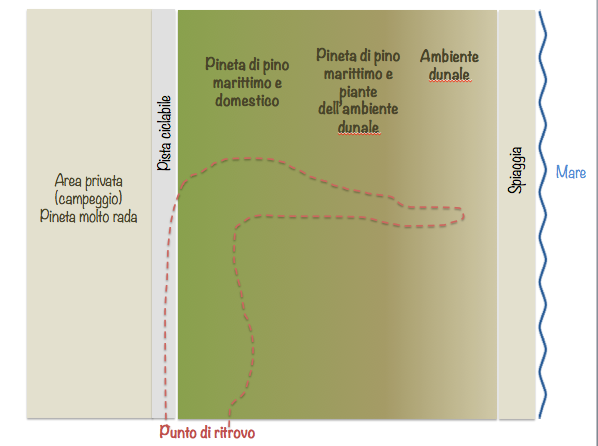 Pineta di pino
marittimo e
domestico
Pineta di pino
marittimo e
piante
dell'ambiente
dunale
Ambiente
dunale
Pista ciclabile
Area privata
(campeggio)
Pineta molto rada
Spiaggia
Mare
Punto di ritrovo